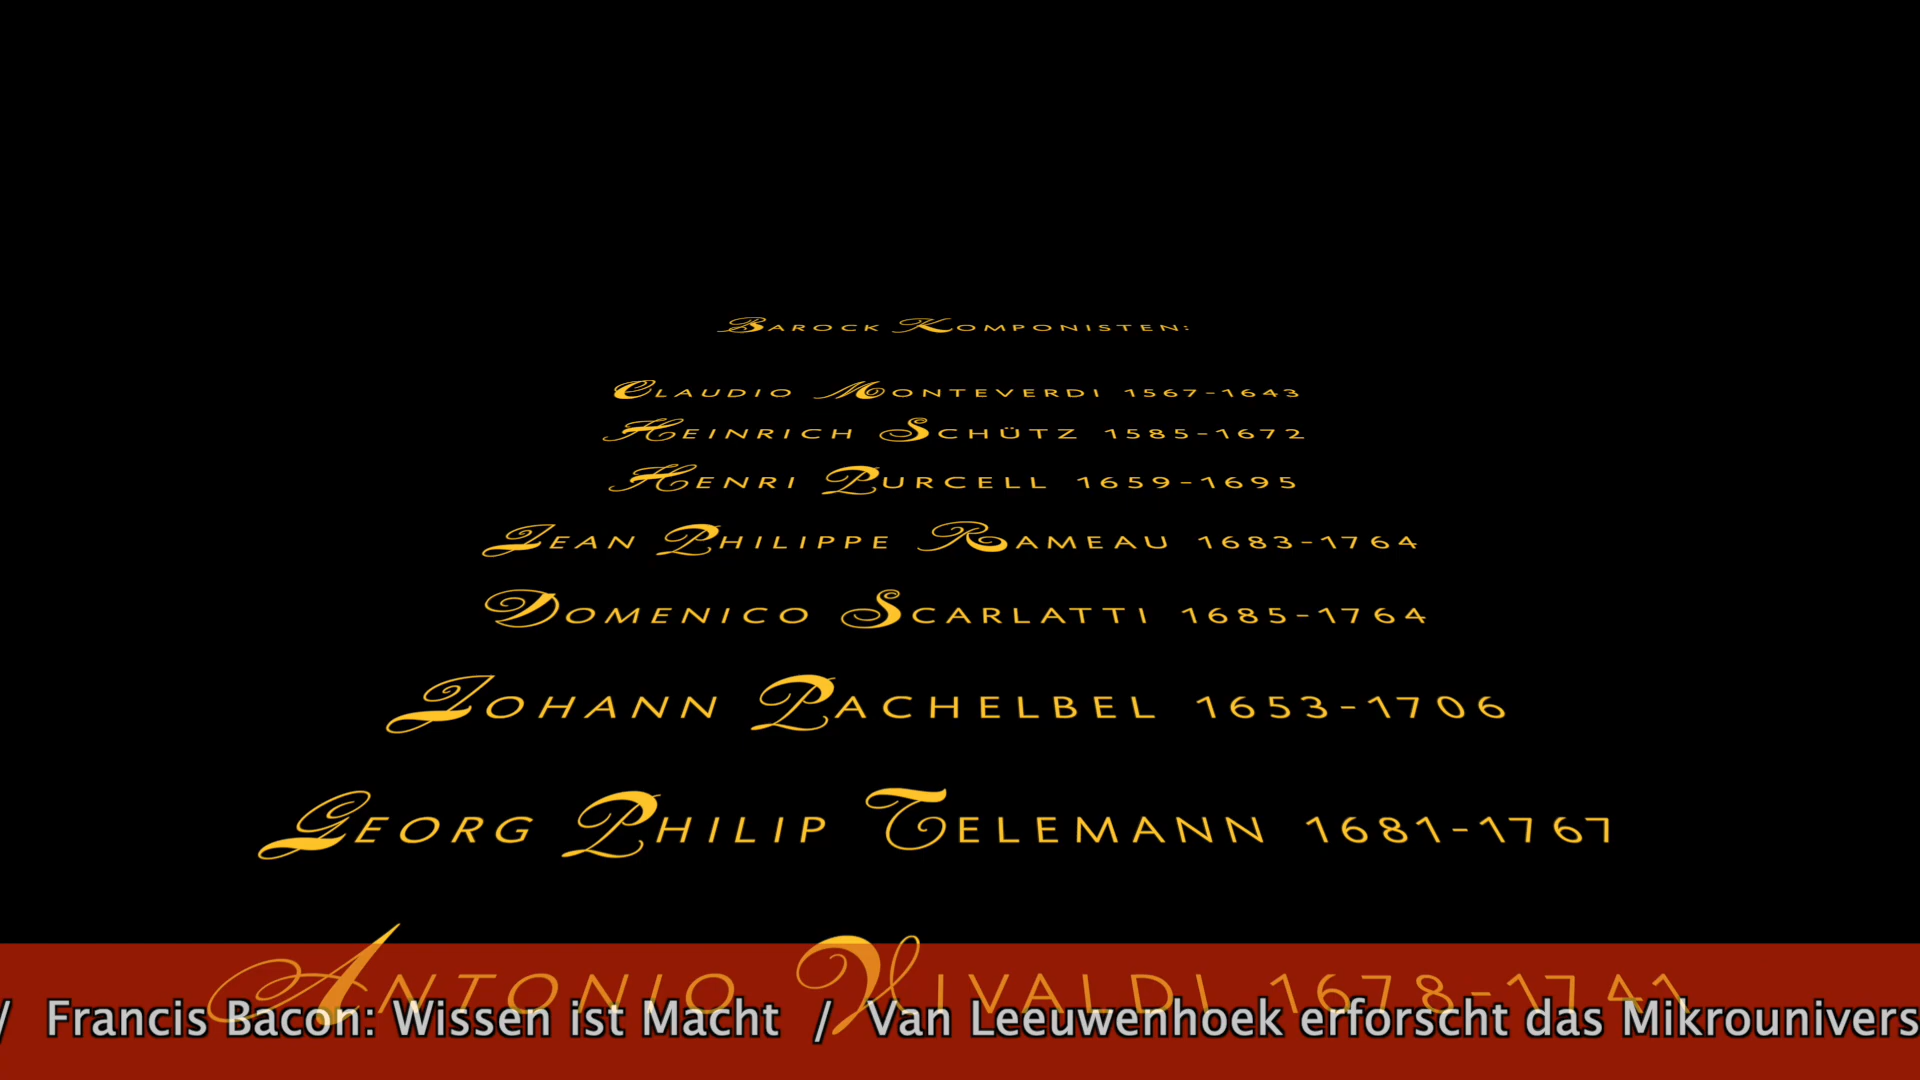 Barock Komponisten:
Claudio Monteverdi 1567-1643
Heinrich Schütz 1585-1672
Henri Purcell 1659-1695
Jean Philippe Rameau 1683-1764
Domenico Scarlatti 1685-1764
Johann Pachelbel 1653-1706
Georg Philip Telemann 1681-1767
Antonio Vivaldi 1678-1741
/ Francis Bacon: Wissen ist Macht / Van Leeuwenhoek erforscht das Mikrounivers